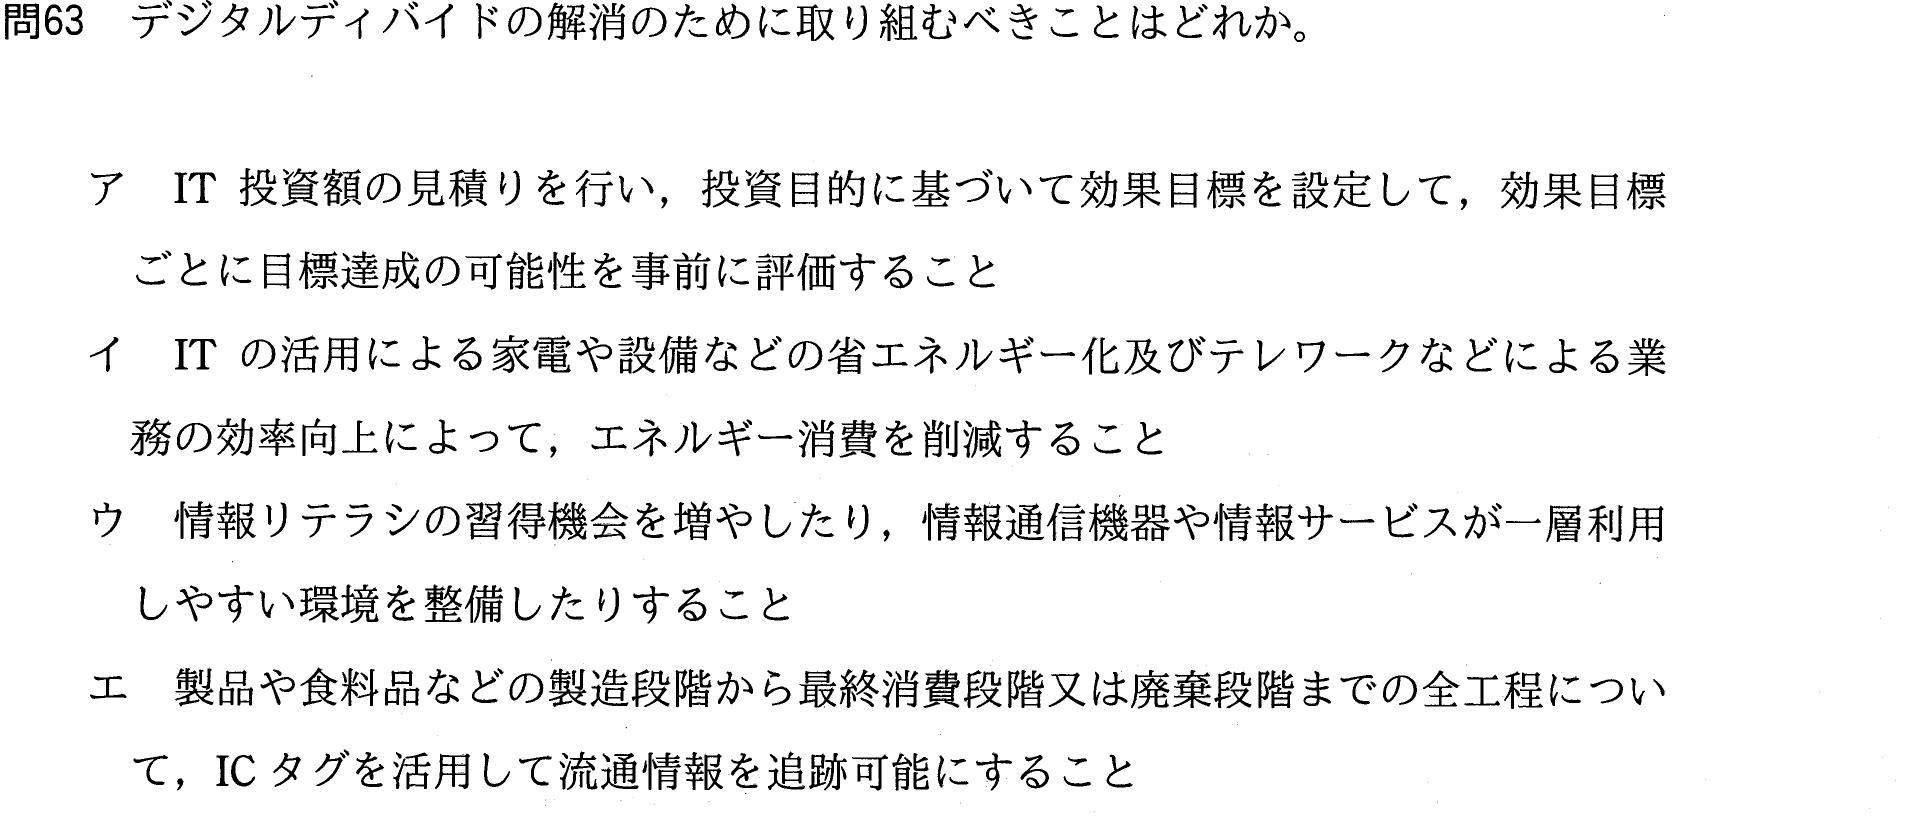 問63　デジタルディバイドの解消のために取り組むべきことはどれか。
ア　IT 投資額の見積りを行い，投資目的に基づいて効果目標を設定して，効果目標
ごとに目標達成の可能性を事前に評価すること
イ　IT の活用による家電や設備などの省エネルギー化及びテレワークなどによる業
務の効率向上によって，エネルギー消費を削減すること
ウ　情報リテラシの習得機会を増やしたり，情報通信機器や情報サービスが一層利用
しやすい環境を整備したりすること
エ　製品や食料品などの製造段階から最終消費段階又は廃棄段階までの全工程につい
て，IC タグを活用して流通情報を追跡可能にすること